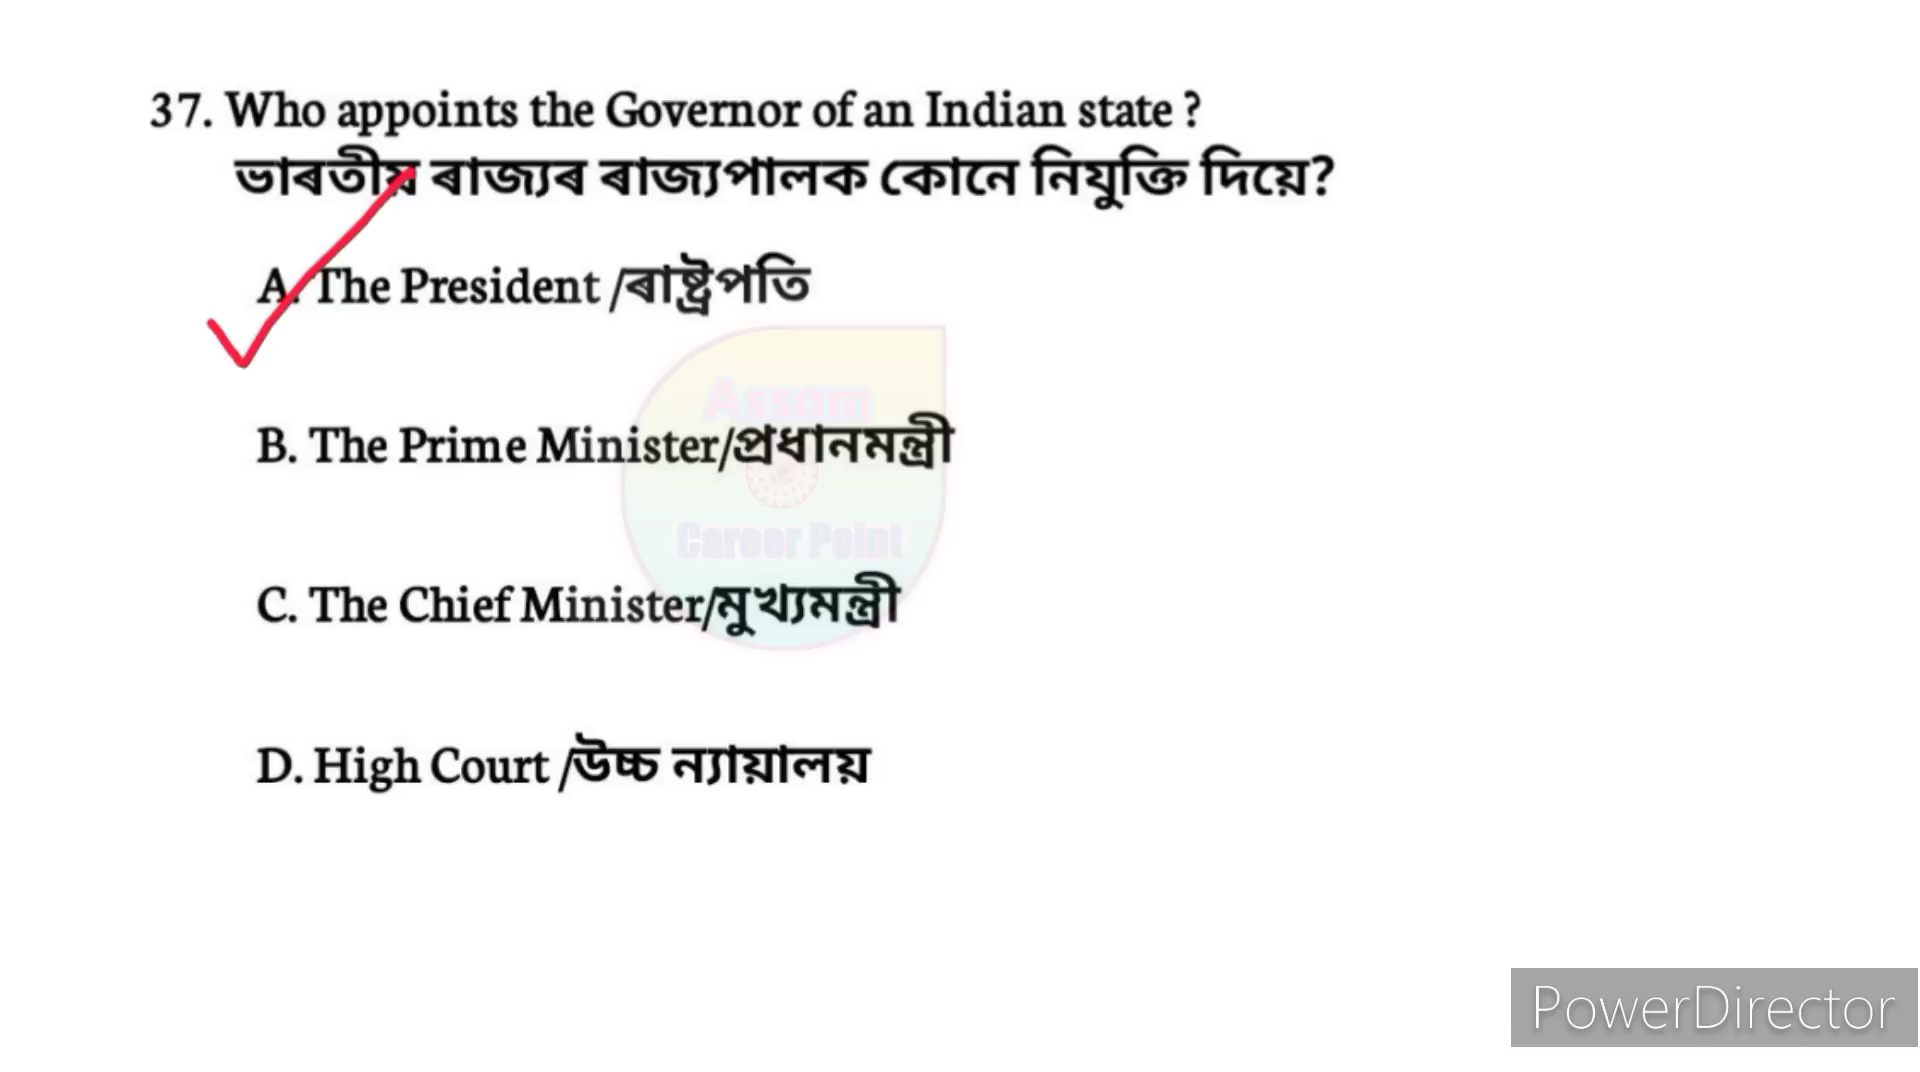 37. Who appoints the Governor of an Indian state ?
ভাৰতীয় ৰাজ্যৰ ৰাজ্যপালক কোনে নিযুক্তি দিয়ে?
A. The President /ৰাষ্ট্ৰপতি
Assam
B. The Prime Minister/প্ৰধানমন্ত্ৰী
Career Point
C. The Chief Minister/মুখ্যমন্ত্ৰী
D. High Court /উচ্চ ন্যায়ালয়
PowerDirector